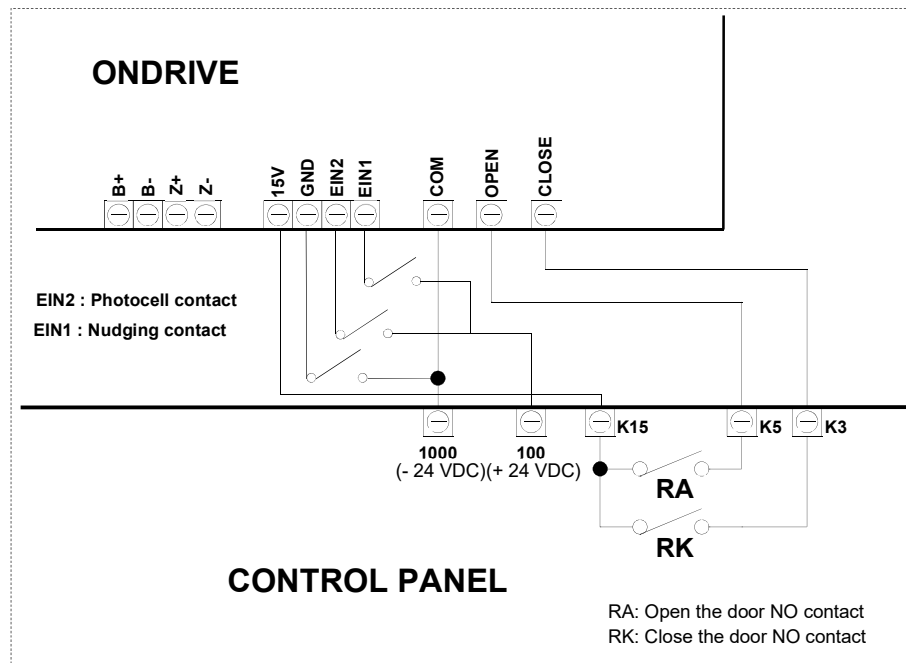 ONDRIVE
B+ B- Z+ Z- 15V GND EIN2 EIN1 COM OPEN CLOSE
EIN2 : Photocell contact
EIN1 : Nudging contact
K15 K5 K3
1000 100
(- 24 VDC)(+ 24 VDC)
RA
RK
CONTROL PANEL
RA: Open the door NO contact
RK: Close the door NO contact